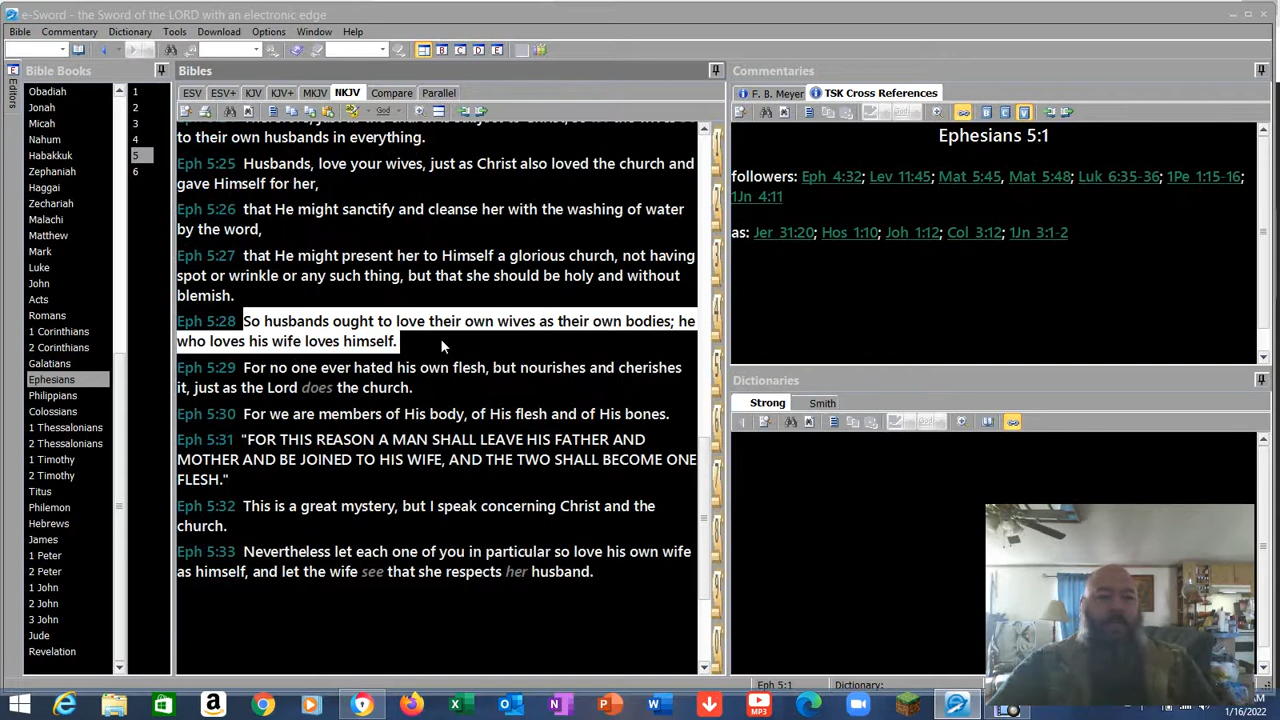 e-Sword - the Sword of the LORD with an electronic edge
Bible Commentary Dictionary Tools Download Options Window Help
B C D E
Editors
Bible Books
Obadiah
Jonah
Micah
Nahum
Habakkuk
Zephaniah
Haggai
Zechariah
Malachi
Matthew
Mark
Luke
John
Acts
Romans
1 Corinthians
2 Corinthians
Galatians
Ephesians
Philippians
Colossians
1 Thessalonians
2 Thessalonians
1 Timothy
2 Timothy
Titus
Philemon
Hebrews
James
1 Peter
2 Peter
1 John
2 John
3 John
Jude
Revelation
1
2
3
4
5
6
Bibles
ESV ESV+ KJV KJV+ MKJV NKJV Compare Parallel
to their own husbands in everything.
Eph 5:25 Husbands, love your wives, just as Christ also loved the church and
gave Himself for her,
Eph 5:26 that He might sanctify and cleanse her with the washing of water
by the word,
Eph 5:27 that He might present her to Himself a glorious church, not having
spot or wrinkle or any such thing, but that she should be holy and without
blemish.
Eph 5:28 So husbands ought to love their own wives as their own bodies; he
who loves his wife loves himself.
Eph 5:29 For no one ever hated his own flesh, but nourishes and cherishes
it, just as the Lord does the church.
Eph 5:30 For we are members of His body, of His flesh and of His bones.
Eph 5:31 "FOR THIS REASON A MAN SHALL LEAVE HIS FATHER AND
MOTHER AND BE JOINED TO HIS WIFE, AND THE TWO SHALL BECOME ONE
FLESH."
Eph 5:32 This is a great mystery, but I speak concerning Christ and the
church.
Eph 5:33 Nevertheless let each one of you in particular so love his own wife
as himself, and let the wife see that she respects her husband.
Commentaries
F. B. Meyer TSK Cross References
Ephesians 5:1
followers: Eph 4:32; Lev 11:45; Mat 5:45, Mat 5:48; Luk 6:35-36; 1Pe 1:15-16;
1Jn 4:11
as: Jer 31:20; Hos 1:10; Joh 1:12; Col 3:12; 1Jn 3:1-2
Dictionaries
Strong Smith
Eph 5:1 Dictionary:
MP3
1/16/2022